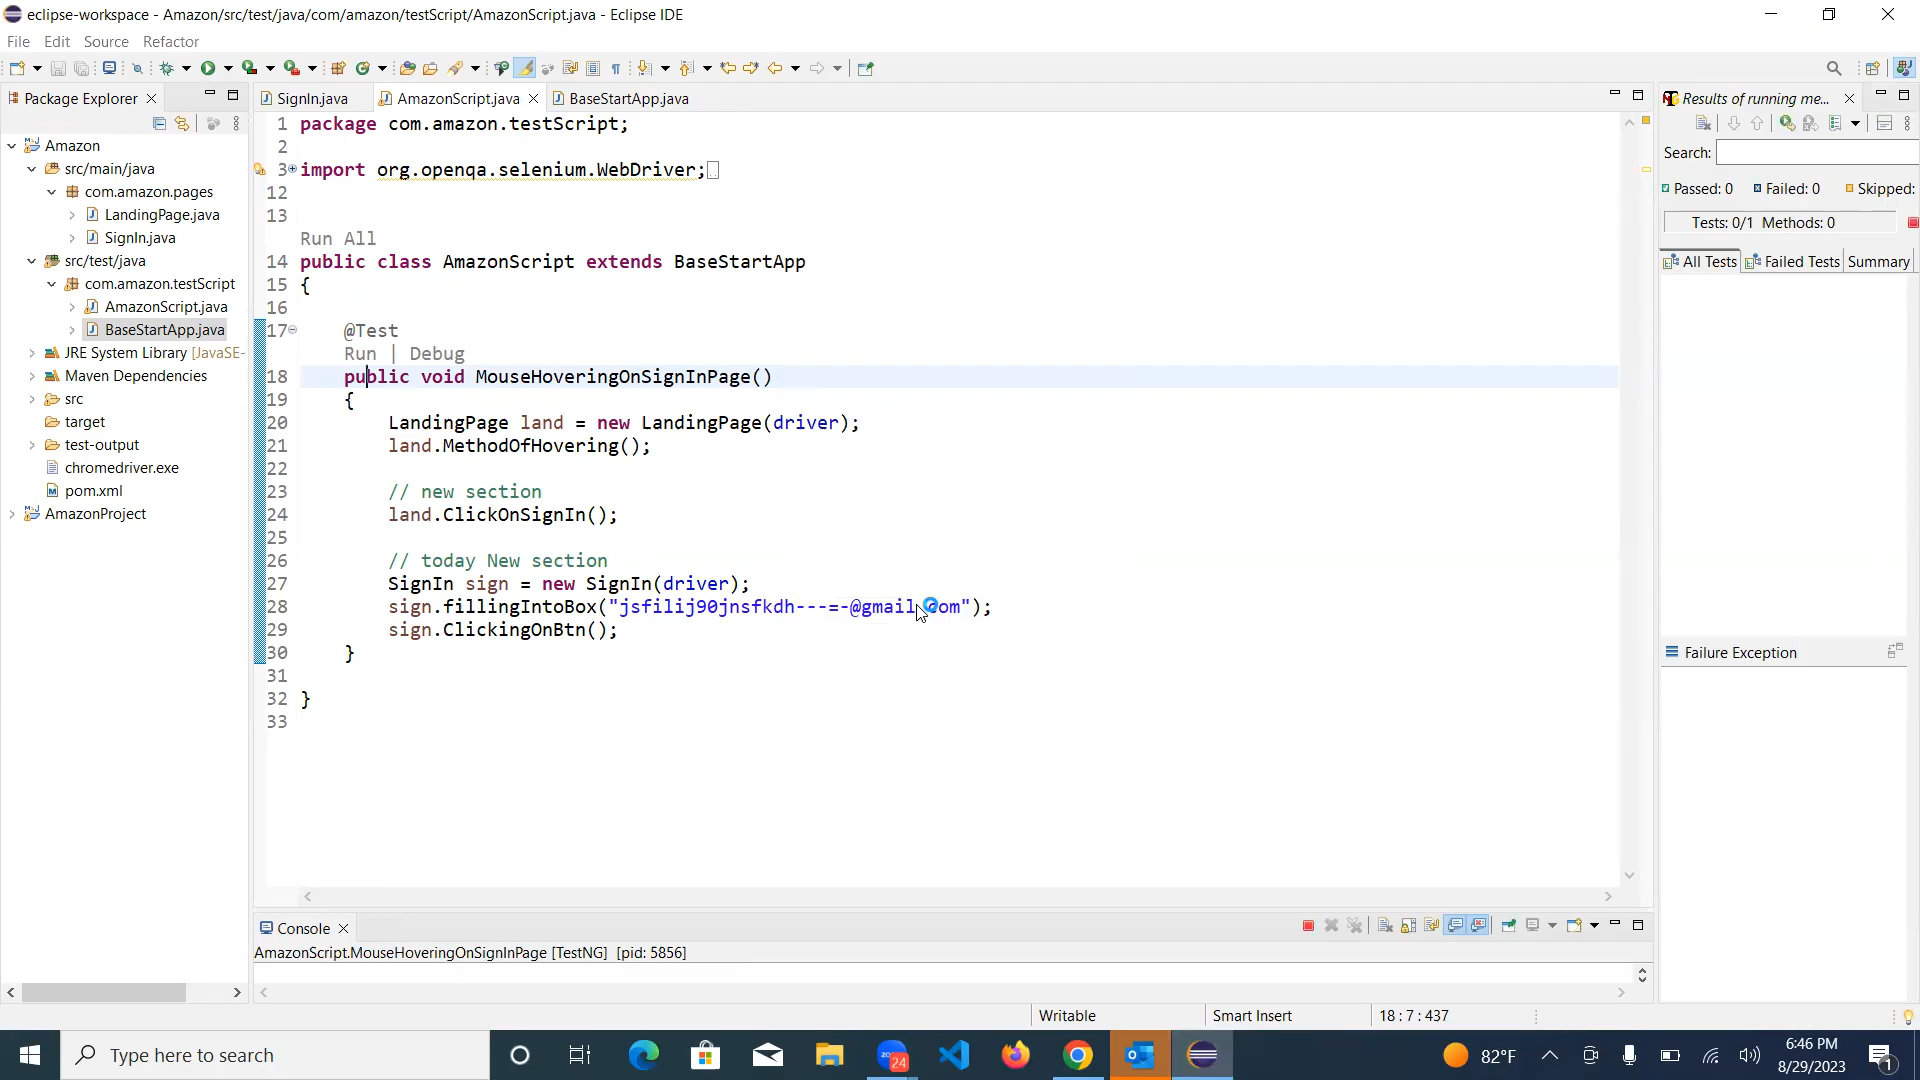 eclipse-workspace - Amazon/src/test/java/com/amazon/testScript/AmazonScript.java - Eclipse IDE
File Edit Source Refactor
Package Explorer
Amazon
src/main/java
com.amazon.pages
LandingPage.java
SignIn.java
src/test/java
com.amazon.testScript
AmazonScript.java
BaseStartApp.java
JRE System Library [JavaSE-
Maven Dependencies
src
target
test-output
chromedriver.exe
pom.xml
AmazonProject
SignIn.java AmazonScript.java BaseStartApp.java
1 package com.amazon.testScript;
2
3 import org.openqa.selenium.WebDriver;
12
13
Run All
14 public class AmazonScript extends BaseStartApp
15 {
16
17 @Test
Run | Debug
18 public void MouseHoveringOnSignInPage()
19 {
20 LandingPage land = new LandingPage(driver);
21 land.MethodOfHovering();
22
23 // new section
24 land.ClickOnSignIn();
25
26 // today New section
27 SignIn sign = new SignIn(driver);
28 sign.fillingIntoBox("jsfilij90jnsfkdh---=-@gmail.com");
29 sign.ClickingOnBtn();
30 }
31
32 }
33
Console
AmazonScript.MouseHoveringOnSignInPage [TestNG] [pid: 5856]
Results of running me...
Search:
Passed: 0 Failed: 0 Skipped:
Tests: 0/1 Methods: 0
All Tests Failed Tests Summary
Failure Exception
Writable Smart Insert 18 : 7 : 437
Type here to search
24
82°F
6:46 PM
8/29/2023
1